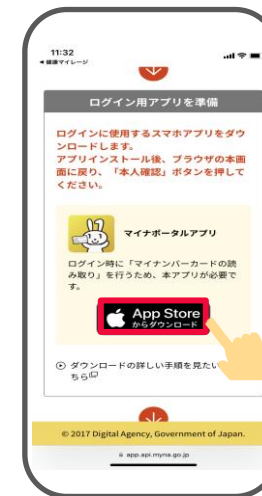 11:32
◀ 健康マイレージ
ログイン用アプリを準備
ログインに使用するスマホアプリをダウ
ンロードします。
アプリインストール後、ブラウザの本画
面に戻り、「本人確認」ボタンを押して
ください。
マイナポータルアプリ
ログイン時に「マイナンバーカードの読
み取り」を行うため、本アプリが必要で
す。
App Store
からダウンロード
ダウンロードの詳しい手順を見たい
ちら
© 2017 Digital Agency, Government of Japan.
app.api.myna.go.jp